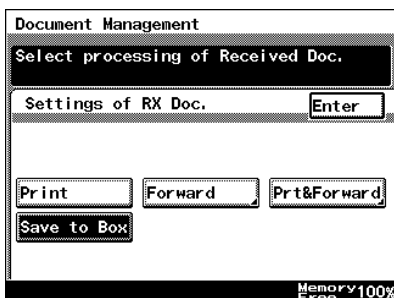 Document Management
Select processing of Received Doc.
Settings of RX Doc.
Enter
Print Forward Prt&Forward
Save to Box
Memory 100%
Free